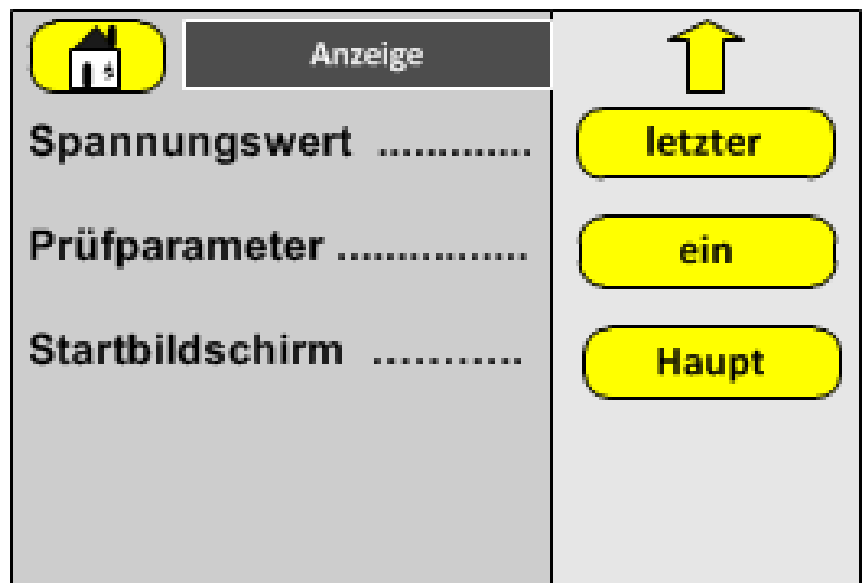 Anzeige
Spannungswert ............. letzter
Prüfparameter ................ ein
Startbildschirm ........... Haupt